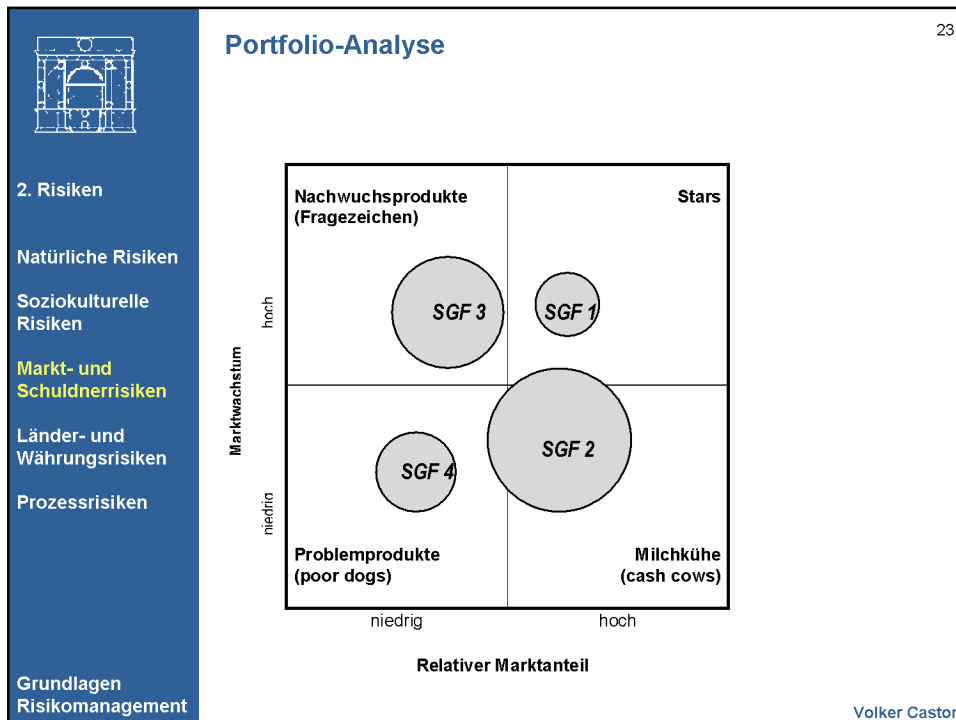 23
Portfolio-Analyse
2. Risiken
Natürliche Risiken
Soziokulturelle
Risiken
Markt- und
Schuldnerrisiken
Länder- und
Währungsrisiken
Prozessrisiken
Grundlagen
Risikomanagement
Nachwuchsprodukte
(Fragezeichen)
Stars
SGF 3
SGF 1
hoch
Marktwachstum
SGF 2
SGF 4
niedrig
Problemprodukte
(poor dogs)
Milchkühe
(cash cows)
niedrig
hoch
Relativer Marktanteil
Volker Castor